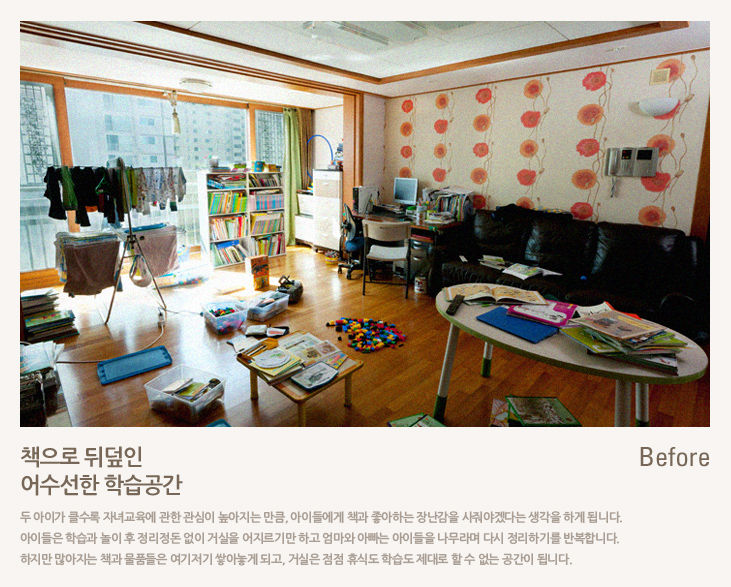 책으로 뒤덮인
어수선한 학습공간
Before
두 아이가 클수록 자녀교육에 관한 관심이 높아지는 만큼, 아이들에게 책과 좋아하는 장난감을 사줘야겠다는 생각을 하게 됩니다.
아이들은 학습과 놀이 후 정리정돈 없이 거실을 어지르기만 하고 엄마와 아빠는 아이들을 나무라며 다시 정리하기를 반복합니다.
하지만 많아지는 책과 물품들은 여기저기 쌓아놓게 되고, 거실은 점점 휴식도 학습도 제대로 할 수 없는 공간이 됩니다.